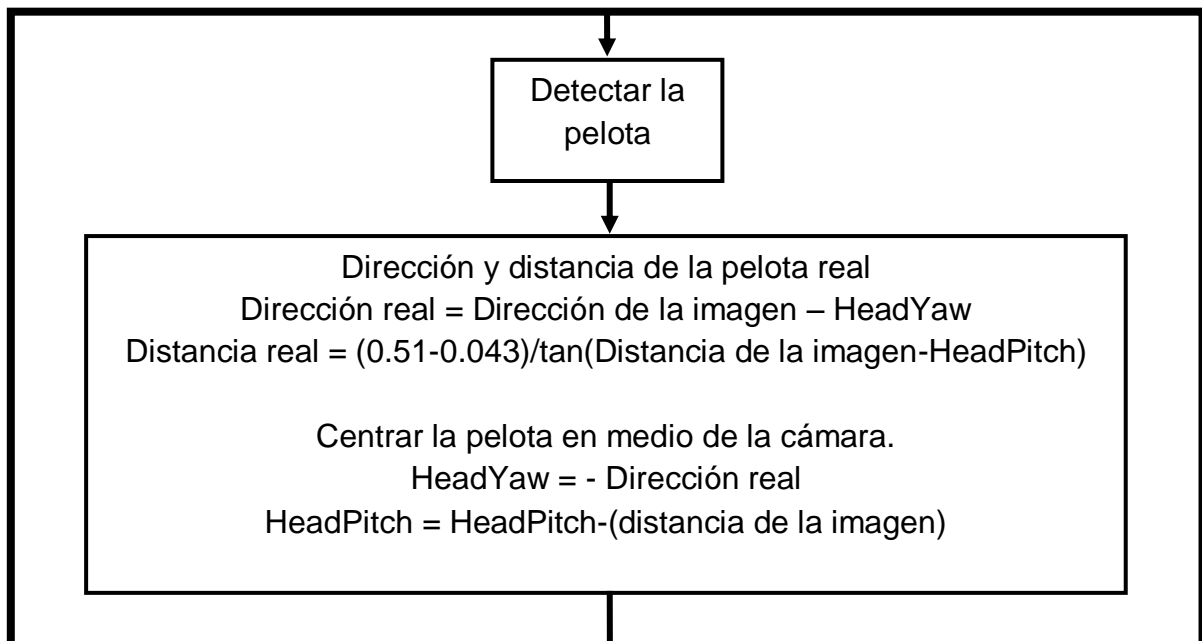 Detectar la
pelota
Dirección y distancia de la pelota real
Dirección real = Dirección de la imagen – HeadYaw
Distancia real = (0.51-0.043)/tan(Distancia de la imagen-HeadPitch)
Centrar la pelota en medio de la cámara.
HeadYaw = - Dirección real
HeadPitch = HeadPitch-(distancia de la imagen)